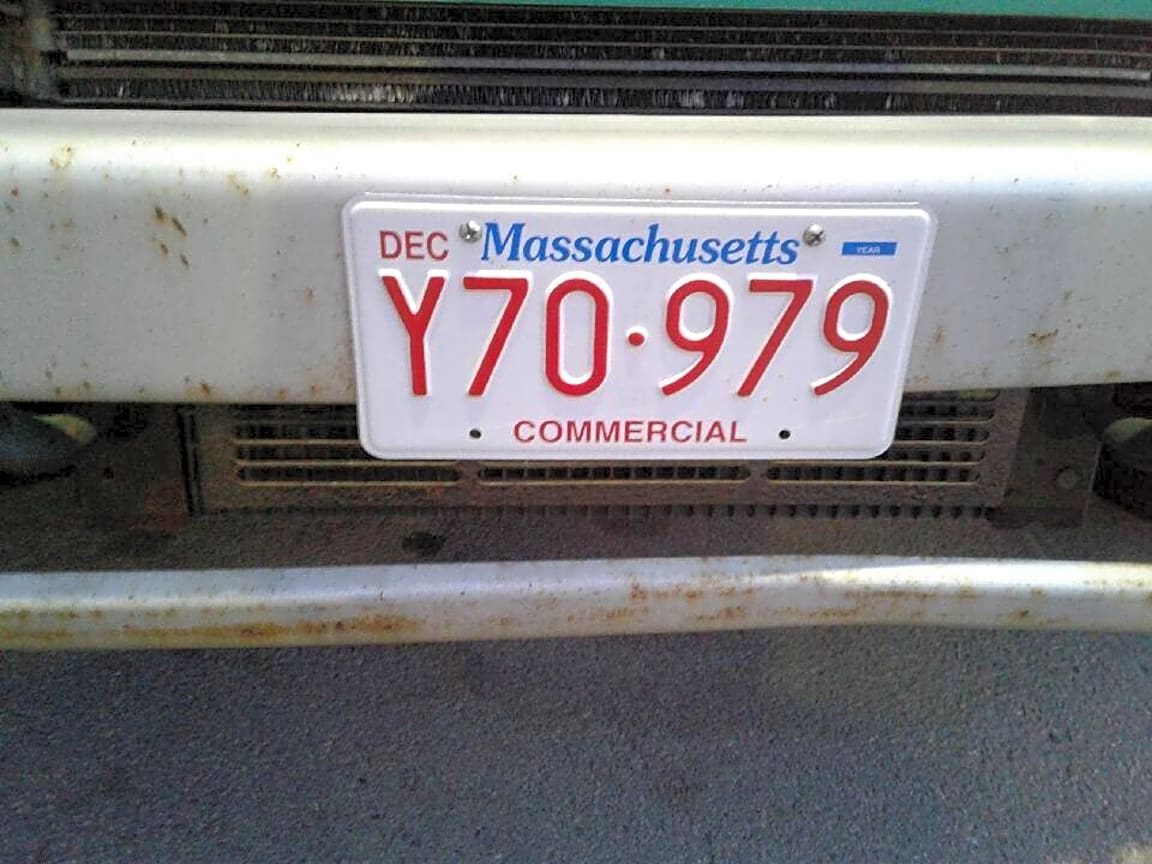 DEC Massachusetts YEAR
Y70·979
COMMERCIAL